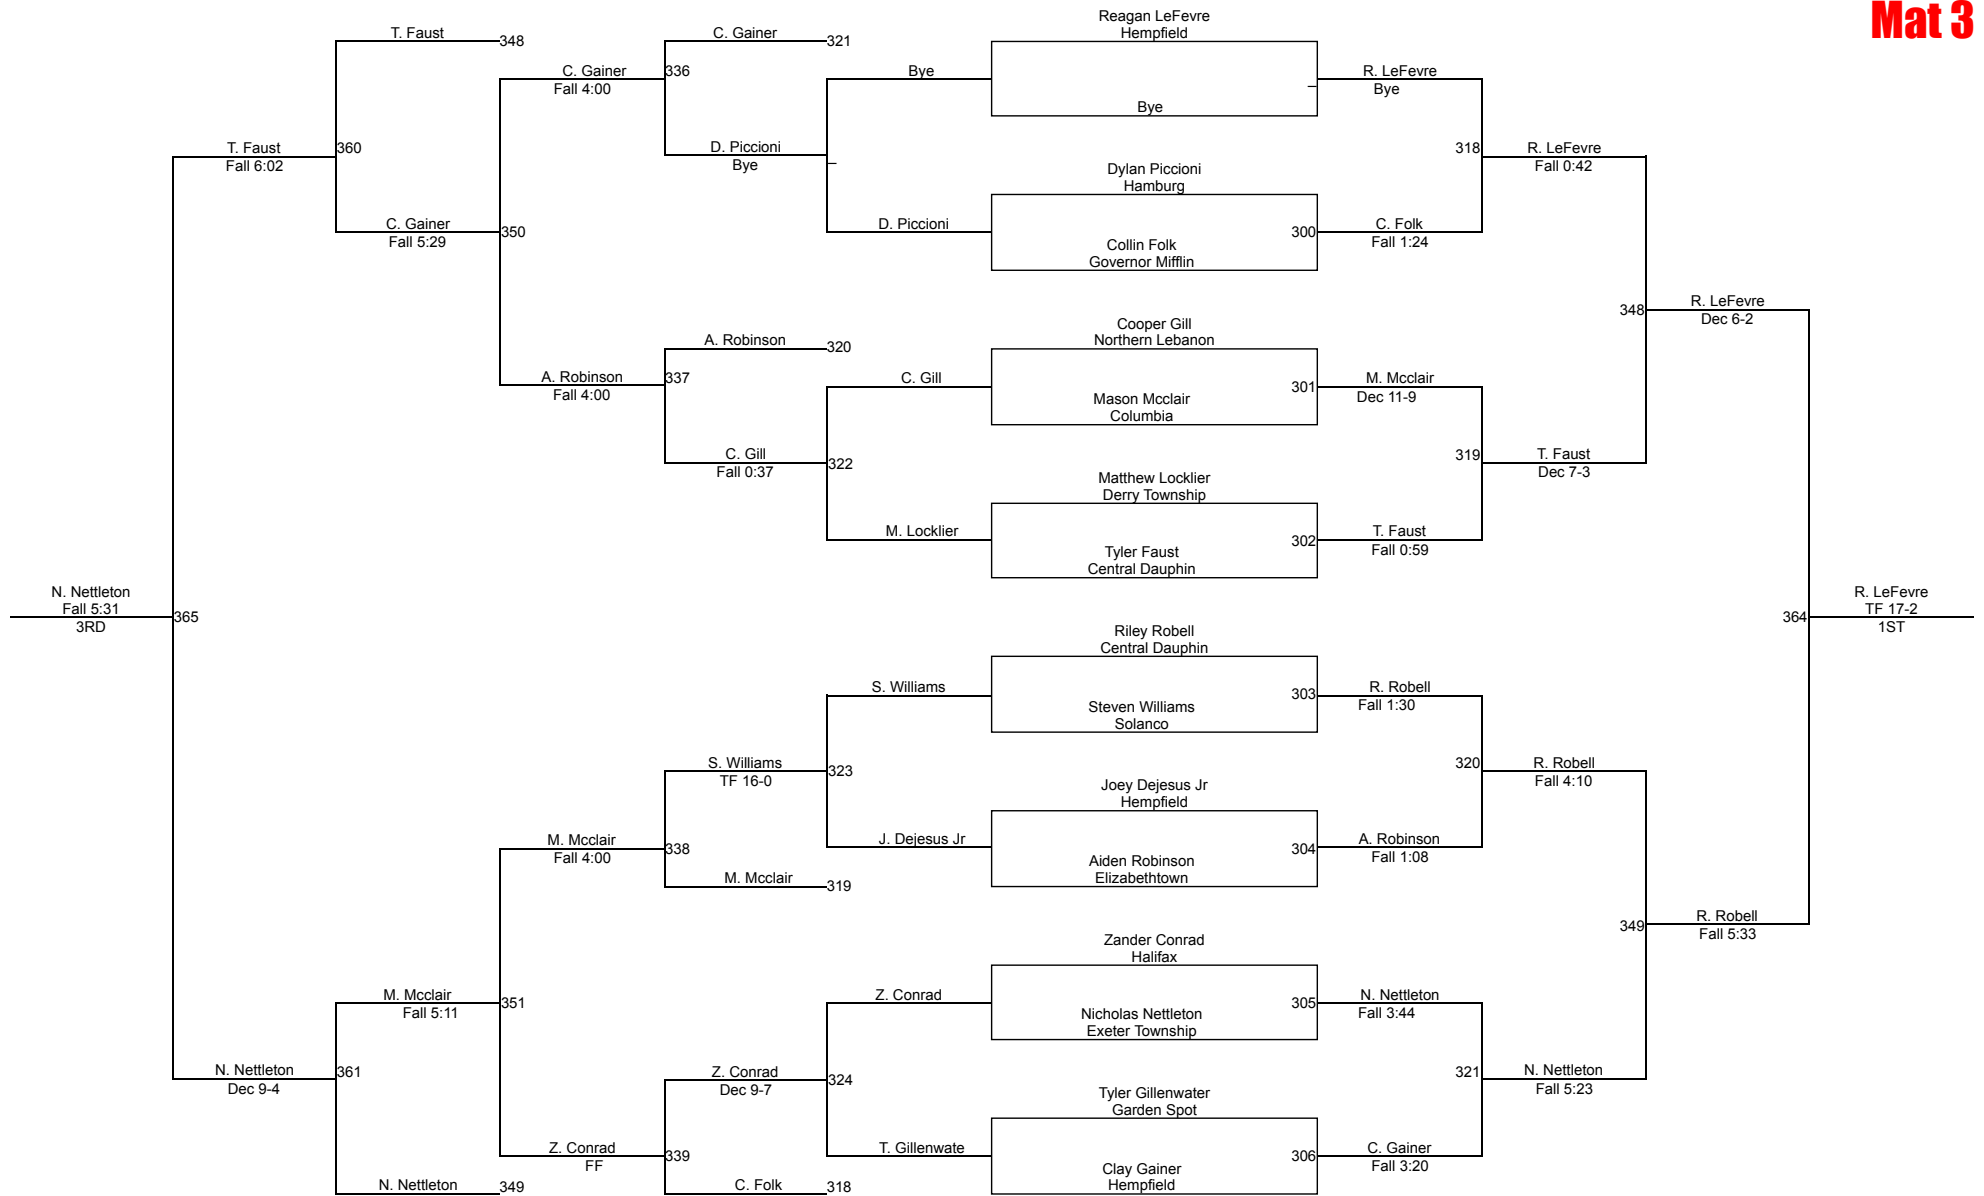 Mat 3
Reagan LeFevre
Hempfield
Bye
Dylan Piccioni
Hamburg
300
Collin Folk
Governor Mifflin
Cooper Gill
Northern Lebanon
301
Mason Mcclair
Columbia
Matthew Locklier
Derry Township
302
Tyler Faust
Central Dauphin
Riley Robell
Central Dauphin
303
Steven Williams
Solanco
Joey Dejesus Jr
Hempfield
304
Aiden Robinson
Elizabethtown
Zander Conrad
Halifax
305
Nicholas Nettleton
Exeter Township
Tyler Gillenwater
Garden Spot
306
Clay Gainer
Hempfield
R. LeFevre
Bye
318
C. Folk
Fall 1:24
M. Mcclair
Dec 11-9
319
T. Faust
Fall 0:59
R. Robell
Fall 1:30
320
A. Robinson
Fall 1:08
N. Nettleton
Fall 3:44
321
C. Gainer
Fall 3:20
R. LeFevre
Fall 0:42
348
T. Faust
Dec 7-3
R. Robell
Fall 4:10
349
N. Nettleton
Fall 5:23
R. LeFevre
Dec 6-2
364
R. Robell
Fall 5:33
R. LeFevre
TF 17-2
1ST
Bye
D. Piccioni
C. Gill
M. Locklier
S. Williams
J. Dejesus Jr
Z. Conrad
T. Gillenwate
C. Gainer
321
D. Piccioni
Bye
A. Robinson
320
C. Gill
Fall 0:37
322
S. Williams
TF 16-0
323
M. Mcclair
319
Z. Conrad
Dec 9-7
324
C. Folk
318
C. Gainer
Fall 4:00
336
A. Robinson
Fall 4:00
337
M. Mcclair
Fall 4:00
338
Z. Conrad
FF
339
T. Faust
348
C. Gainer
Fall 5:29
350
M. Mcclair
Fall 5:11
351
N. Nettleton
349
T. Faust
Fall 6:02
360
N. Nettleton
Dec 9-4
361
N. Nettleton
Fall 5:31
3RD
365